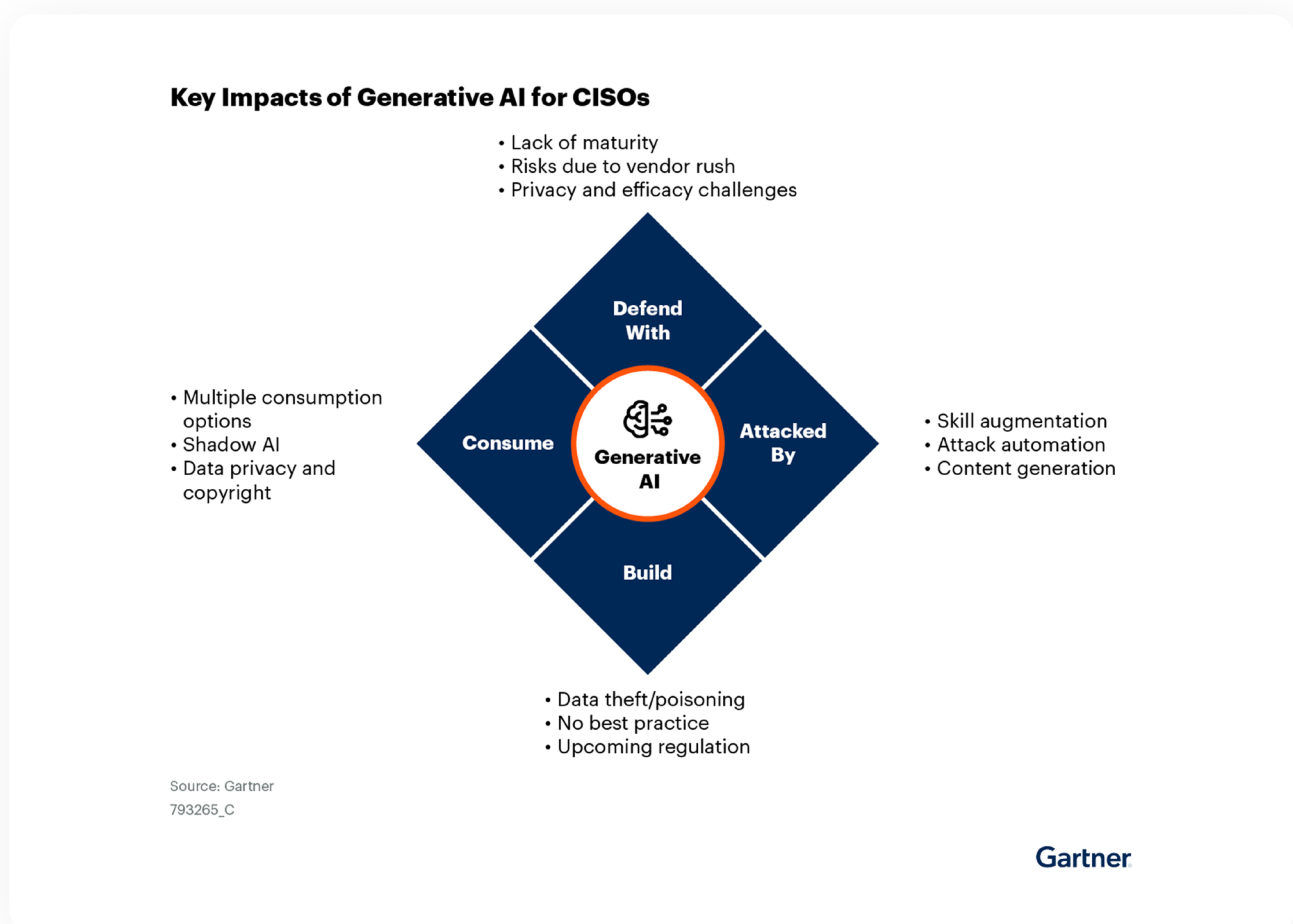 Key Impacts of Generative AI for CISOs
• Lack of maturity
• Risks due to vendor rush
• Privacy and efficacy challenges
Defend
With
• Multiple consumption
options
• Shadow AI
• Data privacy and
copyright
Consume
Generative
AI
Attacked
By
• Skill augmentation
• Attack automation
• Content generation
Build
• Data theft/poisoning
• No best practice
• Upcoming regulation
Source: Gartner
793265_C
Gartner